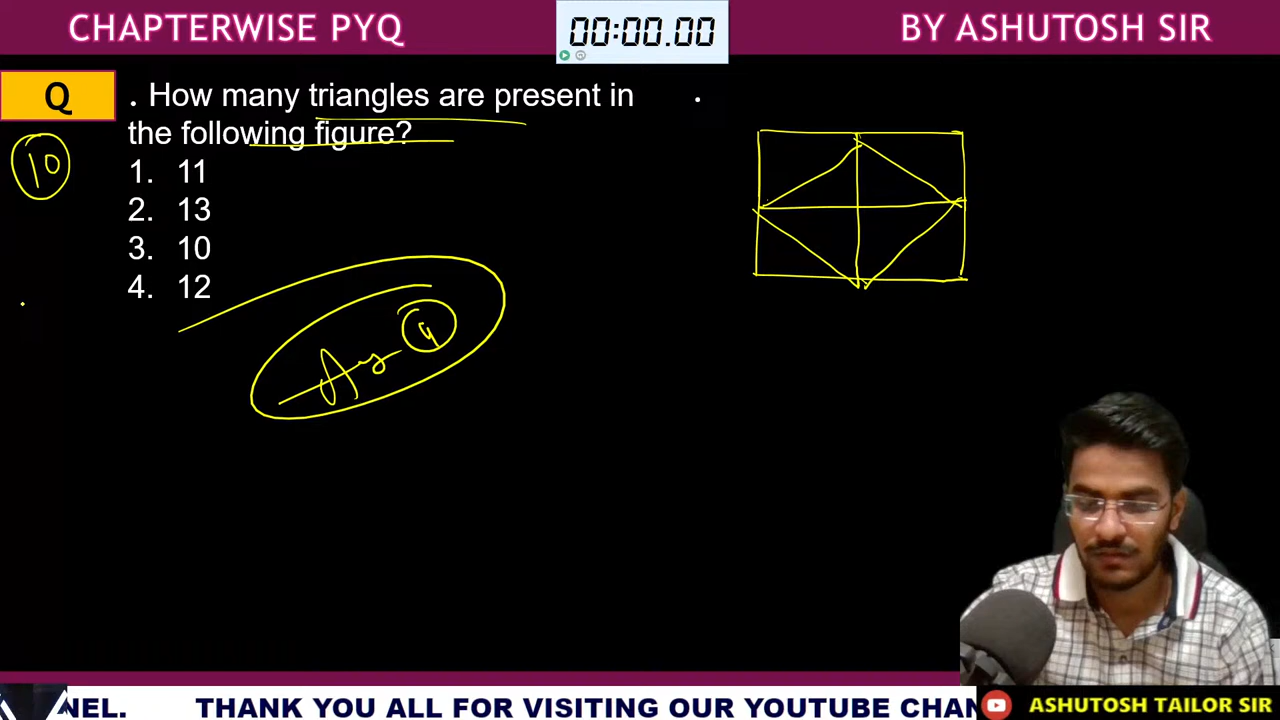 CHAPTERWISE PYQ
00:00.00
BY ASHUTOSH SIR
Q
. How many triangles are present in
the following figure?
10
1. 11
2. 13
3. 10
4. 12
NEL. THANK YOU ALL FOR VISITING OUR YOUTUBE CHAN
ASHUTOSH TAILOR SIR